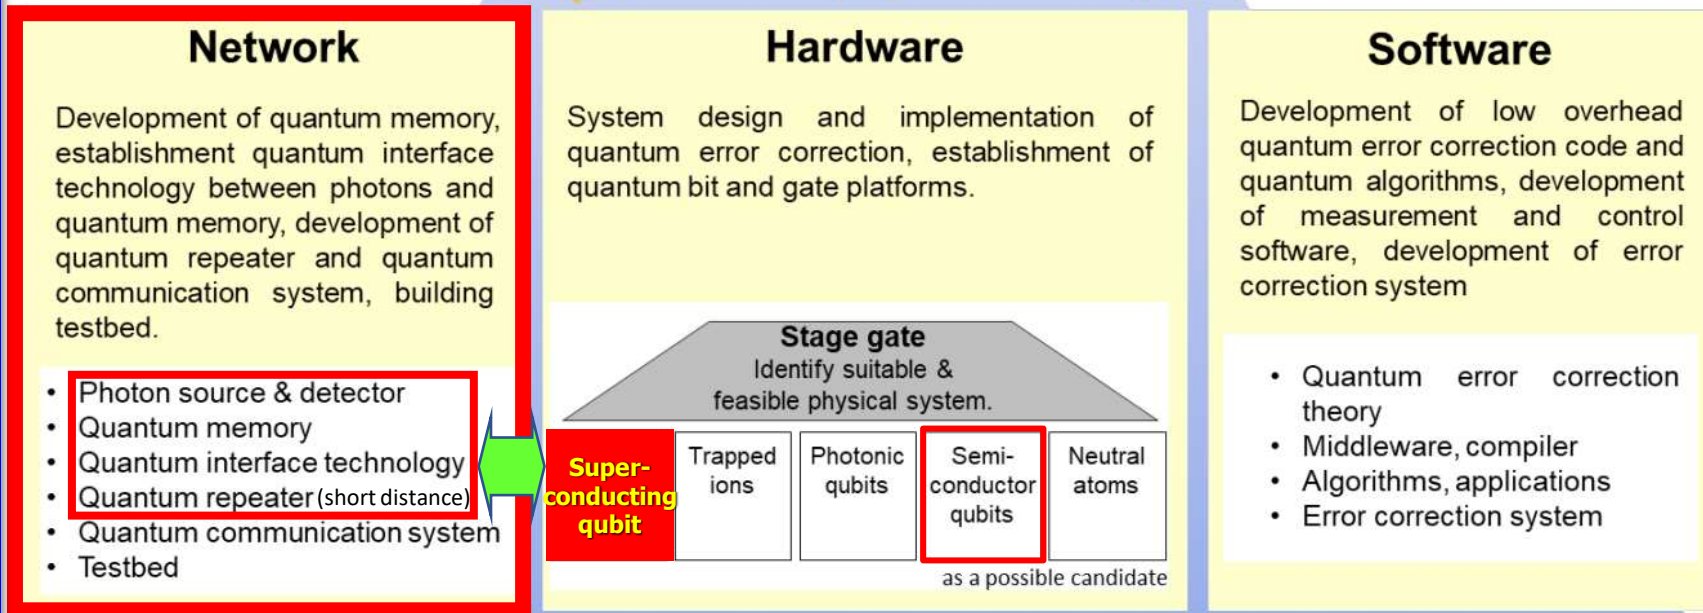 Network
Development of quantum memory,
establishment quantum interface
technology between photons and
quantum memory, development of
quantum repeater and quantum
communication system, building
testbed.
• Photon source & detector
• Quantum memory
• Quantum interface technology
• Quantum repeater (short distance)
• Quantum communication system
• Testbed
Hardware
System design and implementation of
quantum error correction, establishment of
quantum bit and gate platforms.
Stage gate
Identify suitable &
feasible physical system.
Super-
conducting
qubit
Trapped
ions
Photonic
qubits
Semi-
conductor
qubits
Neutral
atoms
as a possible candidate
Software
Development of low overhead
quantum error correction code and
quantum algorithms, development
of measurement and control
software, development of error
correction system
• Quantum error correction
theory
• Middleware, compiler
• Algorithms, applications
• Error correction system